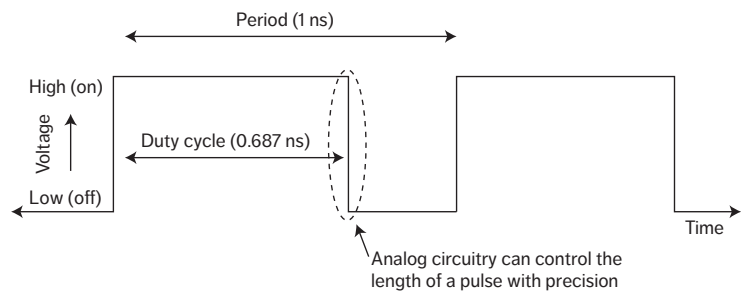 Period (1 ns)
High (on)
Voltage
Duty cycle (0.687 ns)
Low (off)
Time
Analog circuitry can control the
length of a pulse with precision